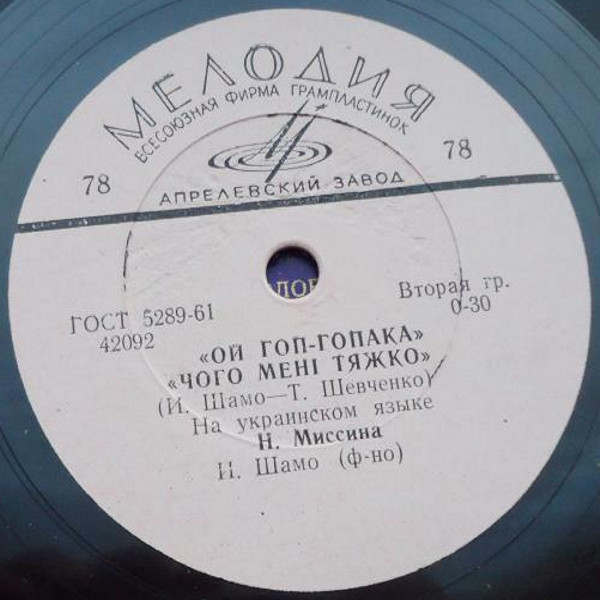 МЕЛОДИЯ
ВСЕСОЮЗНАЯ ФИРМА ГРАМПЛАСТИНОК
78 78
АПРЕЛЕВСКИЙ ЗАВОД
ГОСТ 5289-61
42092
Вторая гр.
0-30
«ОЙ ГОП-ГОПАКА»
«ЧОГО МЕНІ ТЯЖКО»
(И. Шамо—Т. Шевченко)
На украинском языке
Н. Миссина
И. Шамо (ф-но)